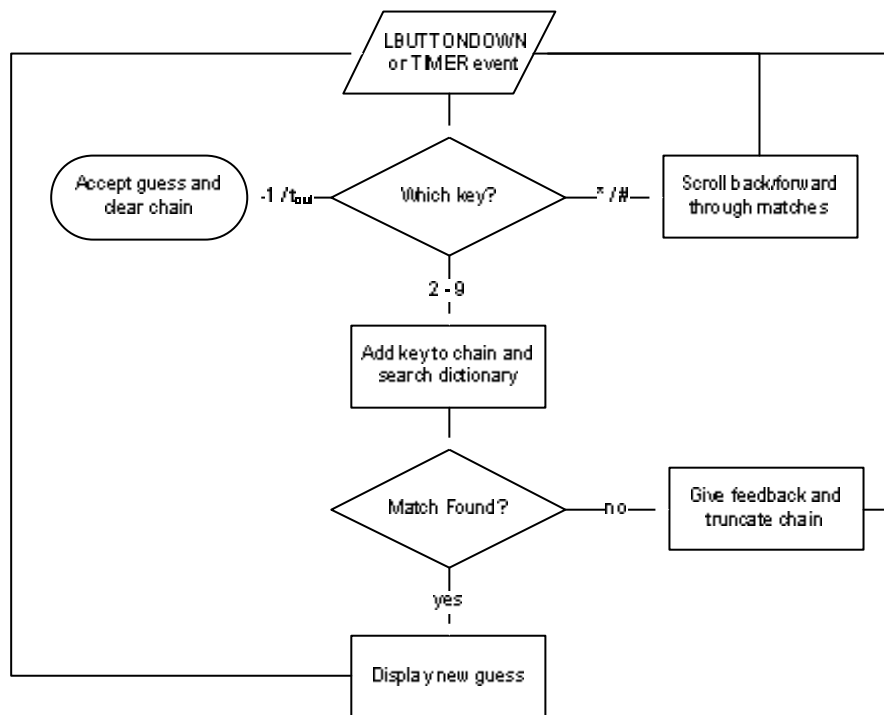 LBUTTONDOWN
or TIMER event
Accept guess and
clear chain
-1 / tout
Which key?
* / #
Scroll back/forward
through matches
2 - 9
Add key to chain and
search dictionary
Match Found?
no
Give feedback and
truncate chain
yes
Display new guess